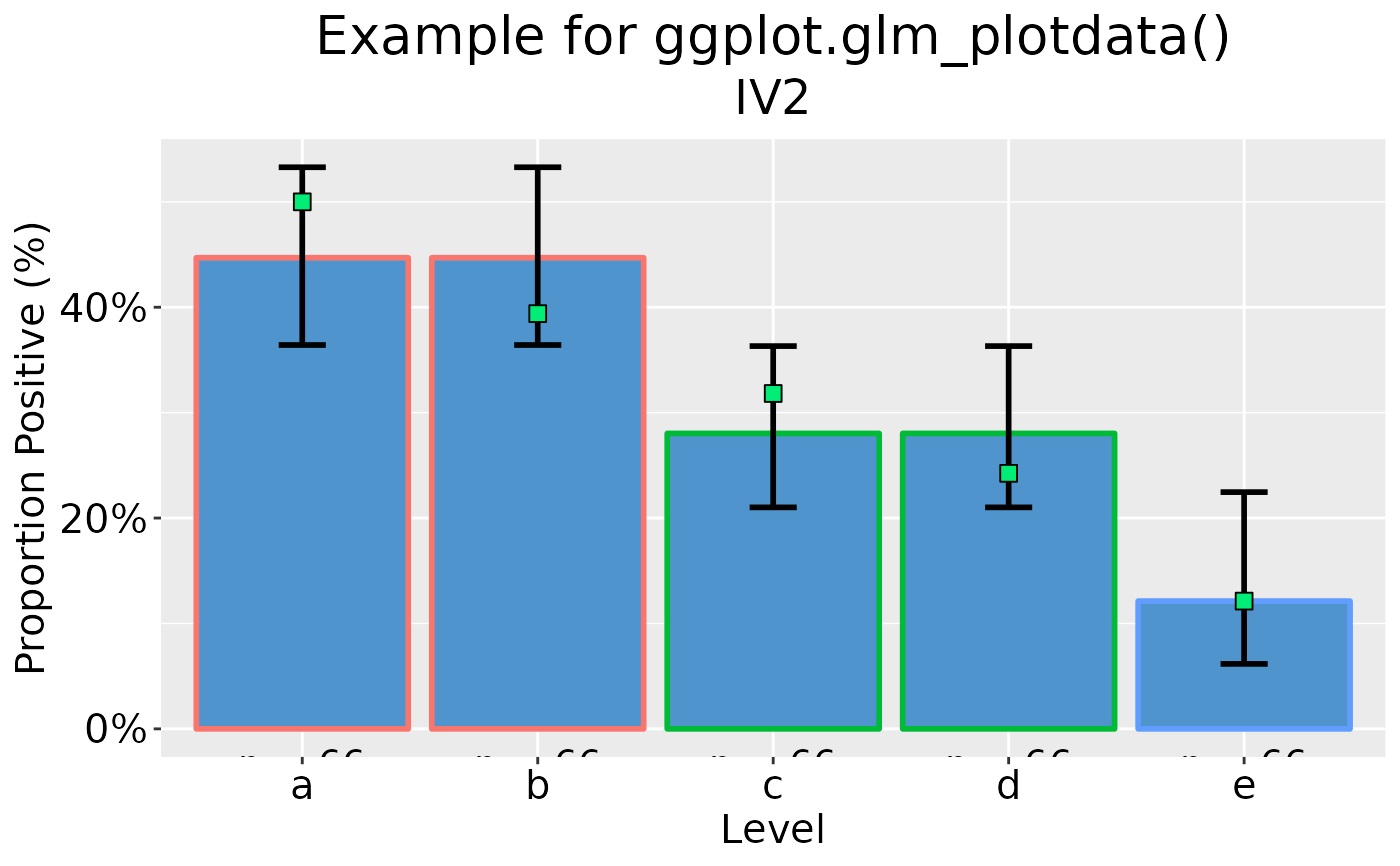 Example for ggplot.glm_plotdata()
IV2
Proportion Positive (%)
40%
20%
0%
a b c d e
Level